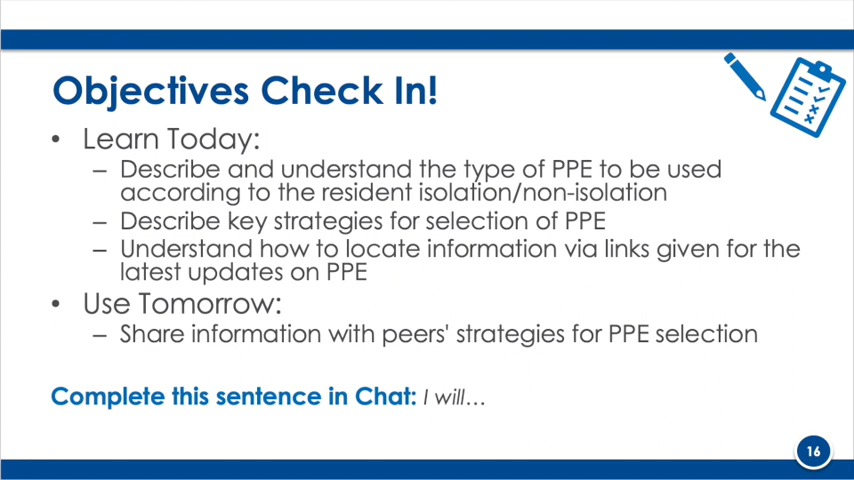 Objectives Check In!
• Learn Today:
– Describe and understand the type of PPE to be used
according to the resident isolation/non-isolation
– Describe key strategies for selection of PPE
– Understand how to locate information via links given for the
latest updates on PPE
• Use Tomorrow:
– Share information with peers' strategies for PPE selection
Complete this sentence in Chat: I will…
16